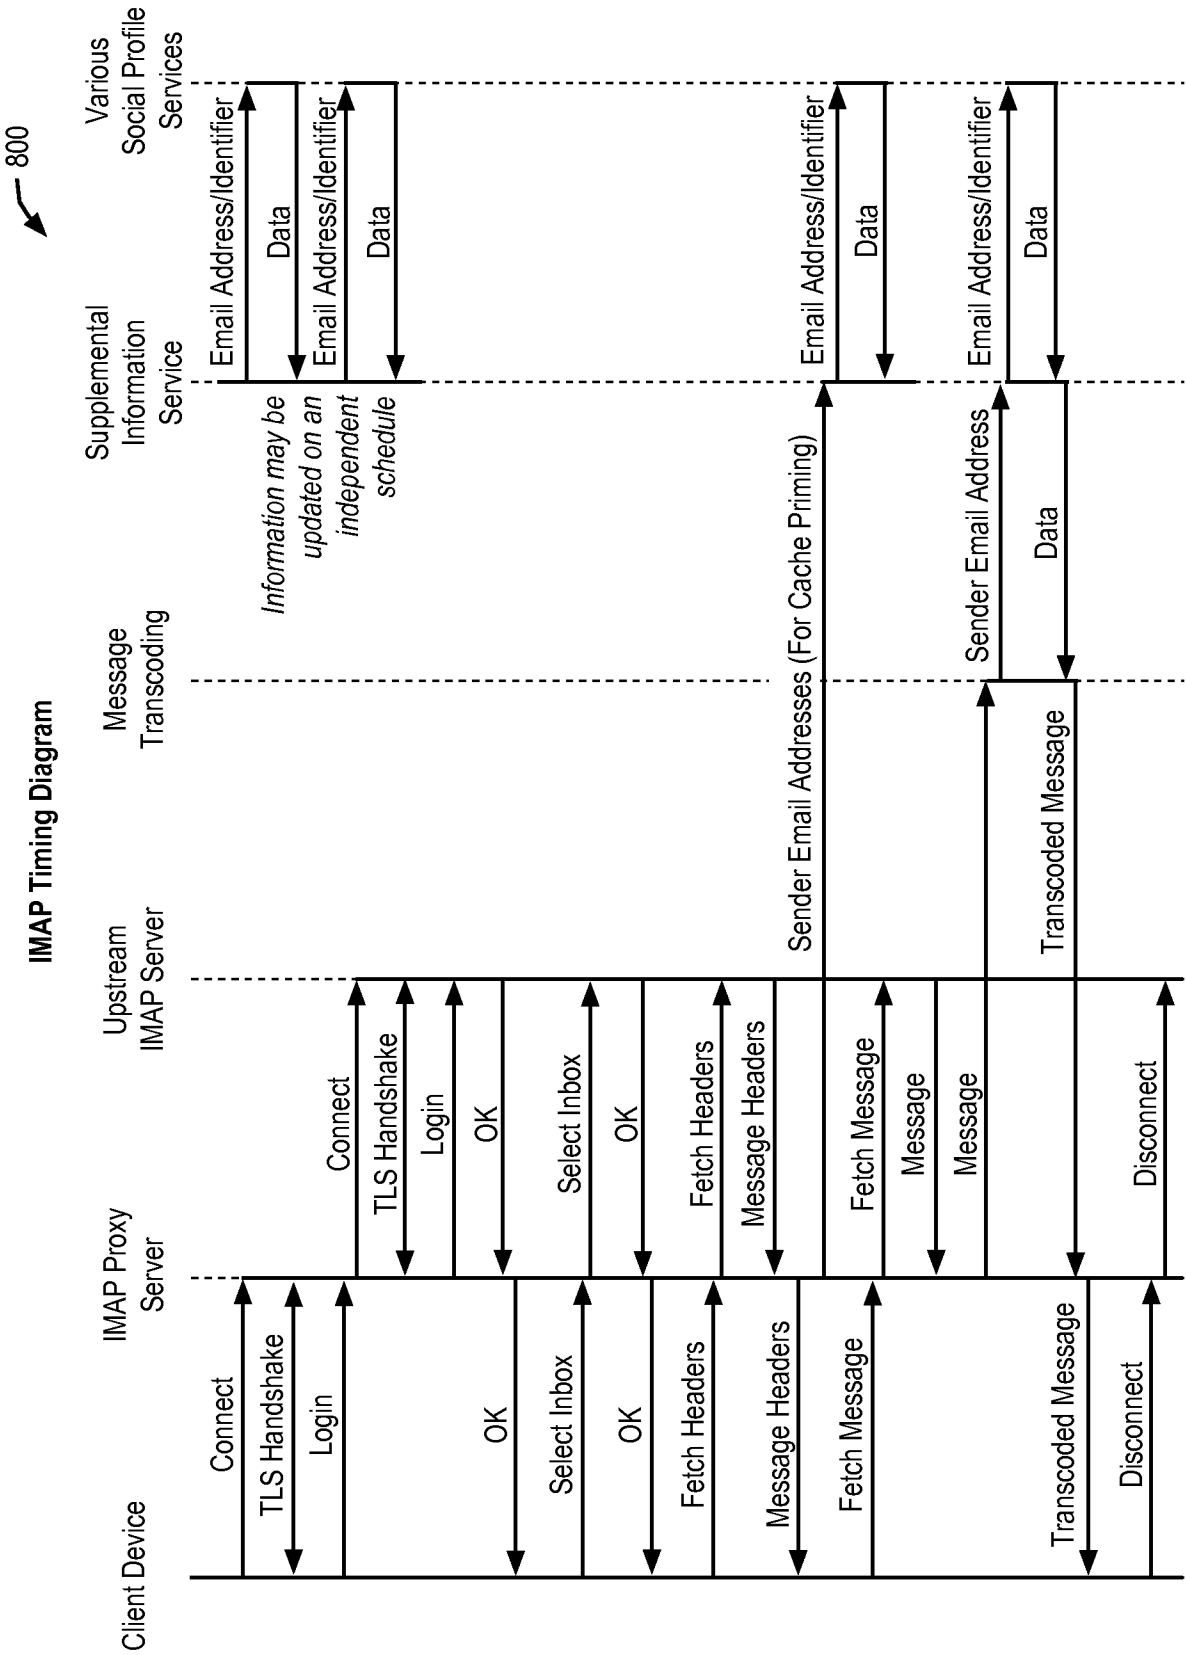 IMAP Timing Diagram
800
Client Device
IMAP Proxy
Server
Upstream
IMAP Server
Message
Transcoding
Supplemental
Information
Service
Various
Social Profile
Services
Email Address/Identifier
Data
Email Address/Identifier
Data
Information may be
updated on an
independent
schedule
Connect
TLS Handshake
Login
Connect
TLS Handshake
Login
OK
OK
Select Inbox
Select Inbox
OK
OK
Fetch Headers
Fetch Headers
Message Headers
Message Headers
Sender Email Addresses (For Cache Priming)
Email Address/Identifier
Data
Fetch Message
Fetch Message
Message
Message
Sender Email Address
Email Address/Identifier
Data
Data
Transcoded Message
Transcoded Message
Disconnect
Disconnect